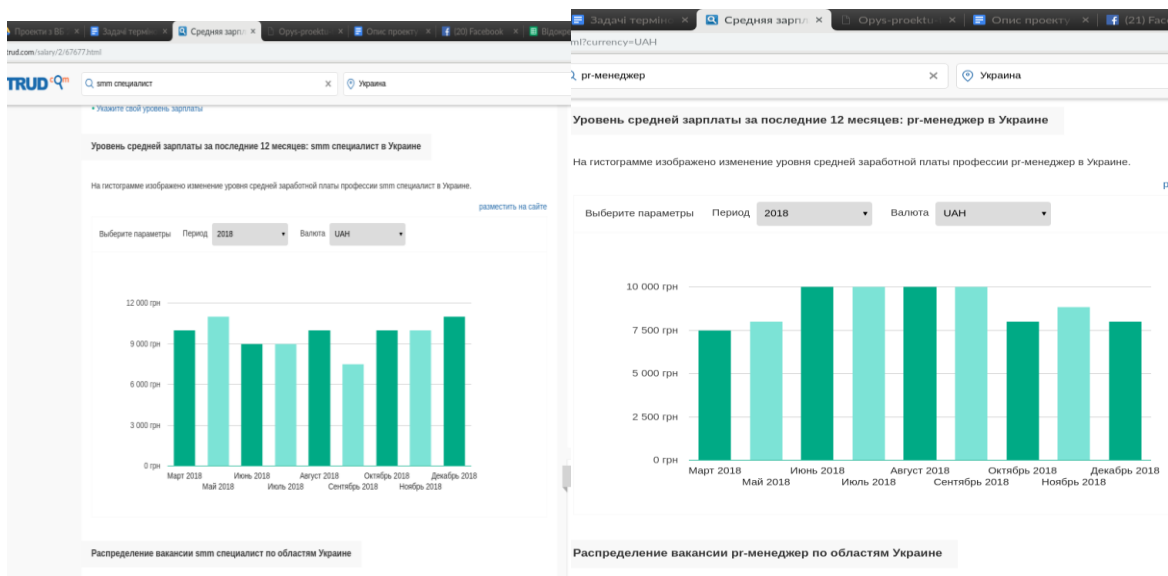 Проекти з Ві
Задачі терміно
Средняя зарпл
Opys-proektu
Опис проекту
(20) Facebook
Відкри
trud.com/salary/2/67677.html
TRUD com
smm специалист
Украина
• Укажите свой уровень зарплаты
Уровень средней зарплаты за последние 12 месяцев: smm специалист в Украине
На гистограмме изображено изменение уровня средней заработной платы профессии smm специалист в Украине.
разместить на сайте
Выберите параметры Период 2018 Валюта UAH
12 000 грн
9 000 грн
6 000 грн
3 000 грн
0 грн
Март 2018 Июнь 2018 Август 2018 Октябрь 2018 Декабрь 2018
Май 2018 Июль 2018 Сентябрь 2018 Ноябрь 2018
Распределение вакансии smm специалист по областям Украине
Задачі терміно
Средняя зарпл
Opys-proektu
Опис проекту
(21) Face
ml?currency=UAH
pr-менеджер
Украина
Уровень средней зарплаты за последние 12 месяцев: pr-менеджер в Украине
На гистограмме изображено изменение уровня средней заработной платы профессии pr-менеджер в Украине.
р
Выберите параметры Период 2018 Валюта UAH
10 000 грн
7 500 грн
5 000 грн
2 500 грн
0 грн
Март 2018 Июнь 2018 Август 2018 Октябрь 2018 Декабрь 2018
Май 2018 Июль 2018 Сентябрь 2018 Ноябрь 2018
Распределение вакансии pr-менеджер по областям Украине